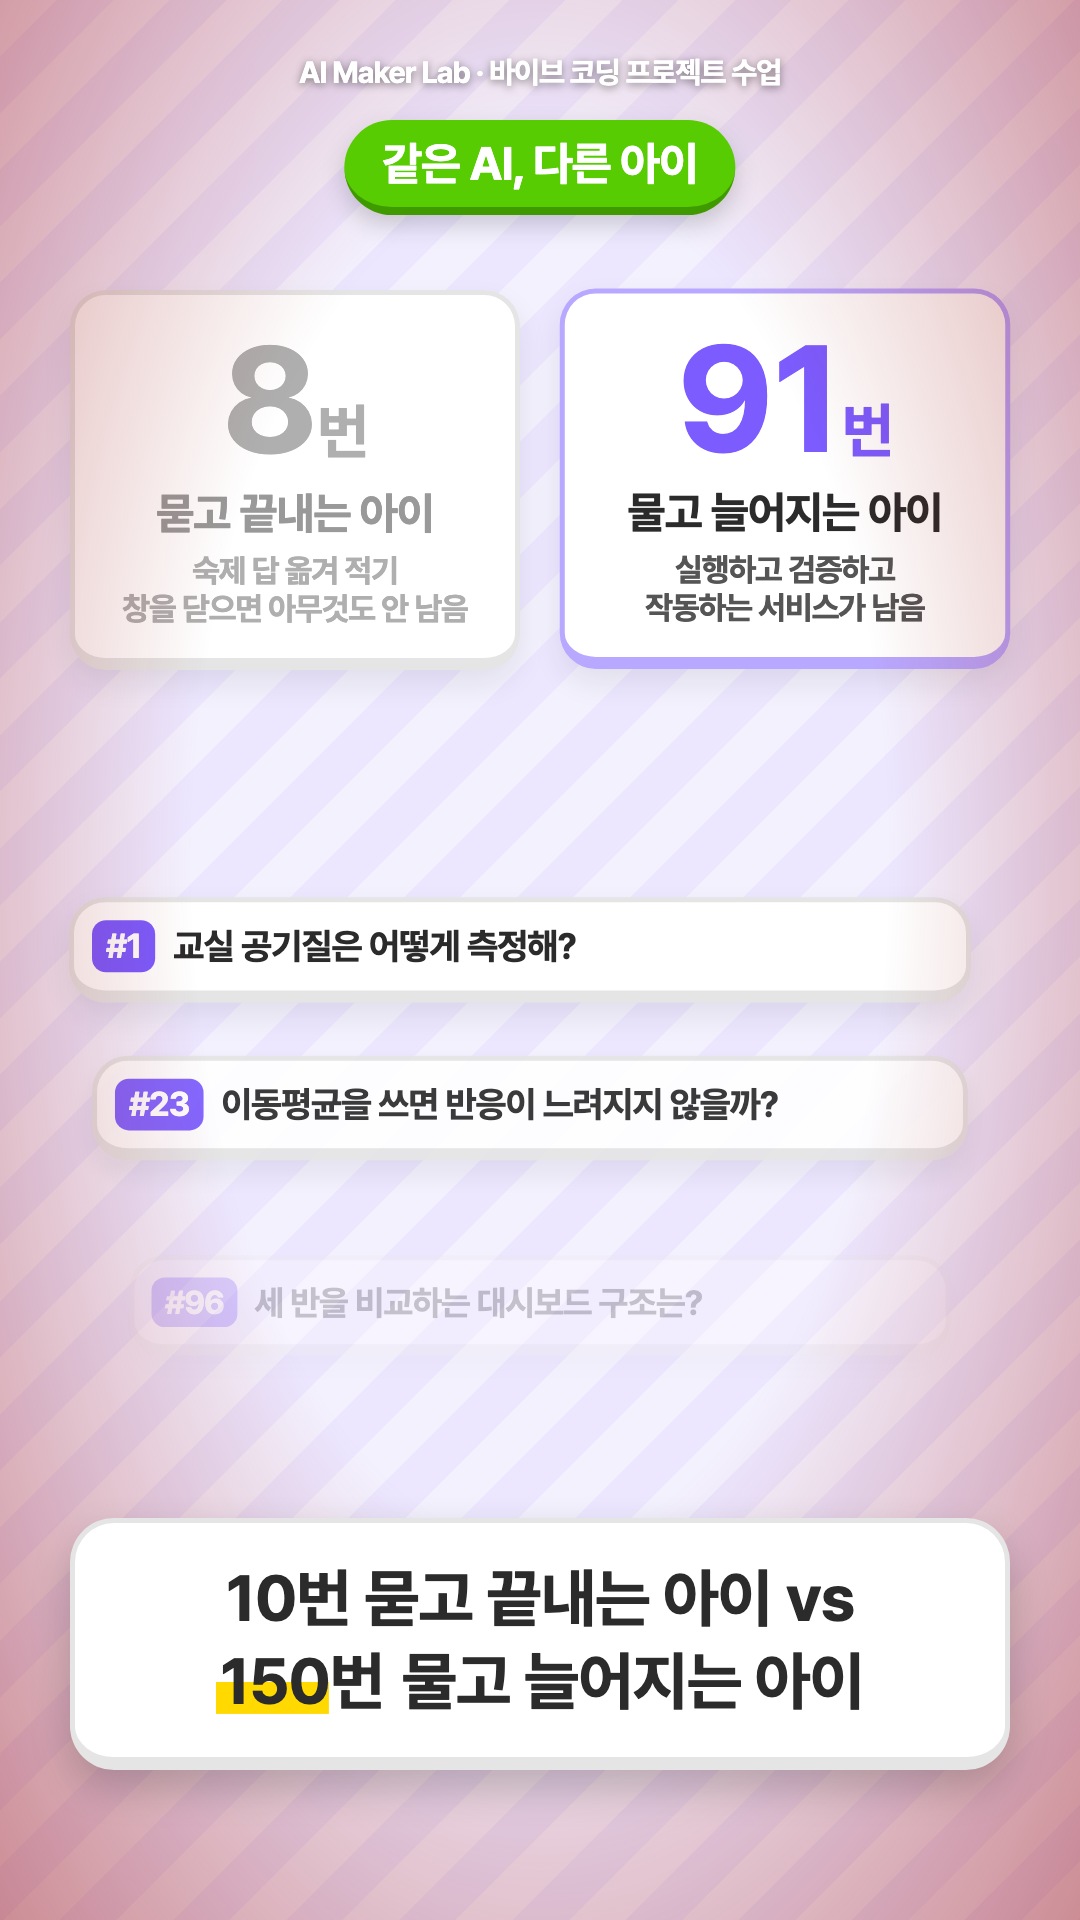 AI Maker Lab · 바이브 코딩 프로젝트 수업
같은 AI, 다른 아이
8번
묻고 끝내는 아이
숙제 답 옮겨 적기
창을 닫으면 아무것도 안 남음
91번
물고 늘어지는 아이
실행하고 검증하고
작동하는 서비스가 남음
#1 교실 공기질은 어떻게 측정해?
#23 이동평균을 쓰면 반응이 느려지지 않을까?
#96 세 반을 비교하는 대시보드 구조는?
10번 묻고 끝내는 아이 vs
150번 물고 늘어지는 아이